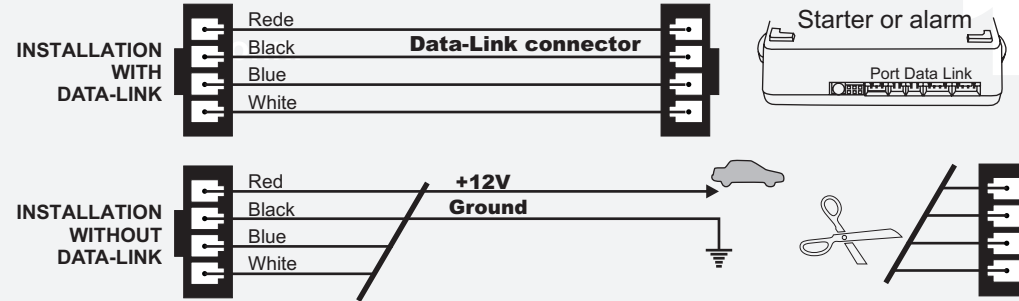 INSTALLATION
WITH
DATA-LINK
Rede
Black
Blue
White
Data-Link connector
Starter or alarm
Port Data Link
INSTALLATION
WITHOUT
DATA-LINK
Red
Black
Blue
White
+12V
Ground